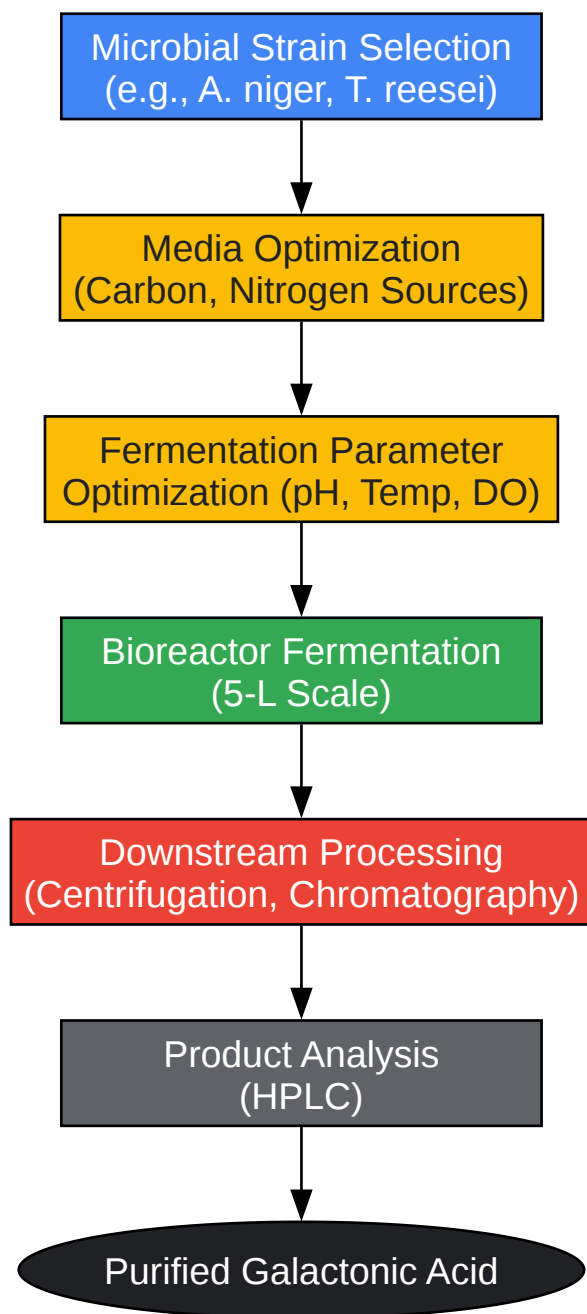 Microbial Strain Selection
(e.g., A. niger, T. reesei)
Media Optimization
(Carbon, Nitrogen Sources)
Fermentation Parameter
Optimization (pH, Temp, DO)
Bioreactor Fermentation
(5-L Scale)
Downstream Processing
(Centrifugation, Chromatography)
Product Analysis
(HPLC)
Purified Galactonic Acid